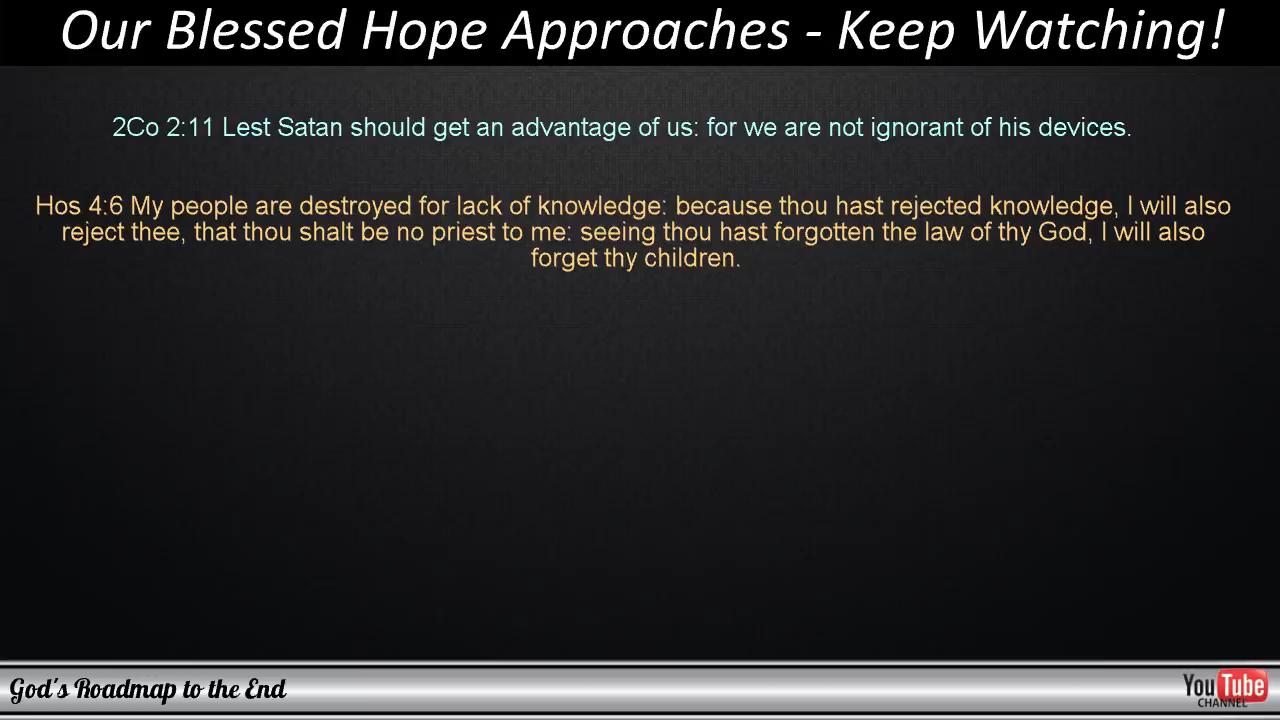 Our Blessed Hope Approaches - Keep Watching!
2Co 2:11 Lest Satan should get an advantage of us: for we are not ignorant of his devices.
Hos 4:6 My people are destroyed for lack of knowledge: because thou hast rejected knowledge, I will also
reject thee, that thou shalt be no priest to me: seeing thou hast forgotten the law of thy God, I will also
forget thy children.
God's Roadmap to the End
YouTube
CHANNEL